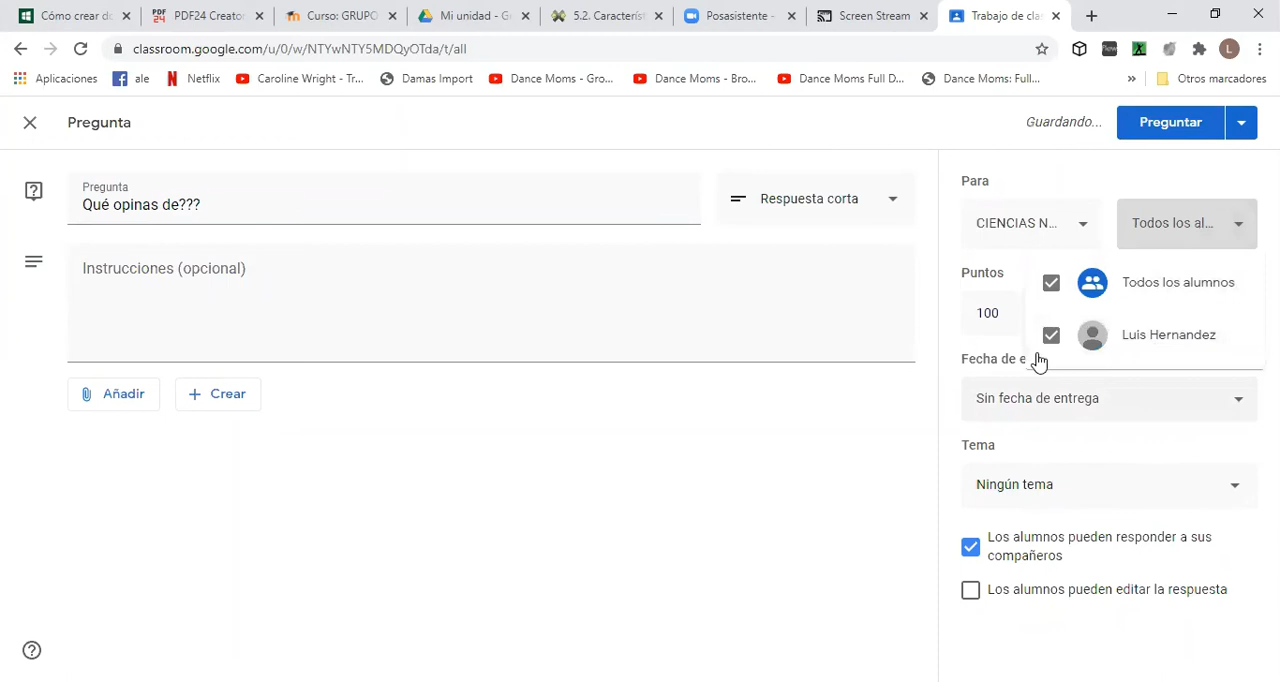 Cómo crear do
PDF24 Creato
Curso: GRUPO
Mi unidad - G
5.2. Caracterís
Posasistente -
Screen Stream
Trabajo de cla
classroom.google.com/u/0/w/NTYwNTY5MDQyOTda/t/all
L
Aplicaciones
ale
Netflix
Caroline Wright - Tr...
Damas Import
Dance Moms - Gro...
Dance Moms - Bro...
Dance Moms Full D...
Dance Moms: Full...
»
Otros marcadores
Pregunta
Guardando...
Preguntar
Pregunta
Qué opinas de???
Respuesta corta
Instrucciones (opcional)
Añadir
Crear
Para
CIENCIAS N...
Todos los al...
Puntos
100
Todos los alumnos
Luis Hernandez
Fecha de e
Sin fecha de entrega
Tema
Ningún tema
Los alumnos pueden responder a sus
compañeros
Los alumnos pueden editar la respuesta